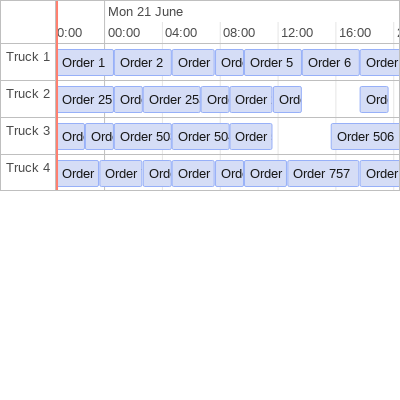 Mon 21 June
0:00 00:00 04:00 08:00 12:00 16:00
Truck 1 Order 1 Order 2 Order Ord Order 5 Order 6 Order
Truck 2 Order 25 Ord Order 25 Ord Order Ord Ord
Truck 3 Ord Ord Order 50 Order 50 Order Order 506
Truck 4 Order Order Ord Order Ord Order Order 757 Order